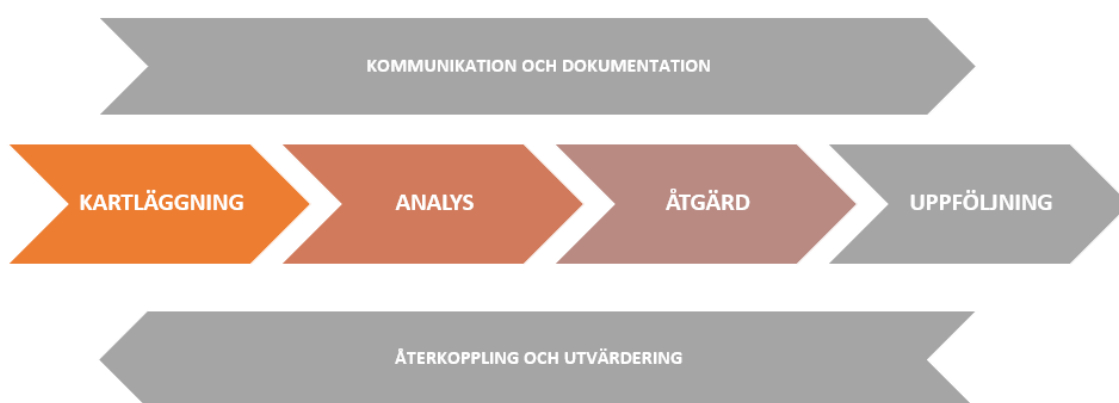 KOMMUNIKATION OCH DOKUMENTATION
KARTLÄGGNING
ANALYS
ÅTGÄRD
UPPFÖLJNING
ÅTERKOPPLING OCH UTVÄRDERING